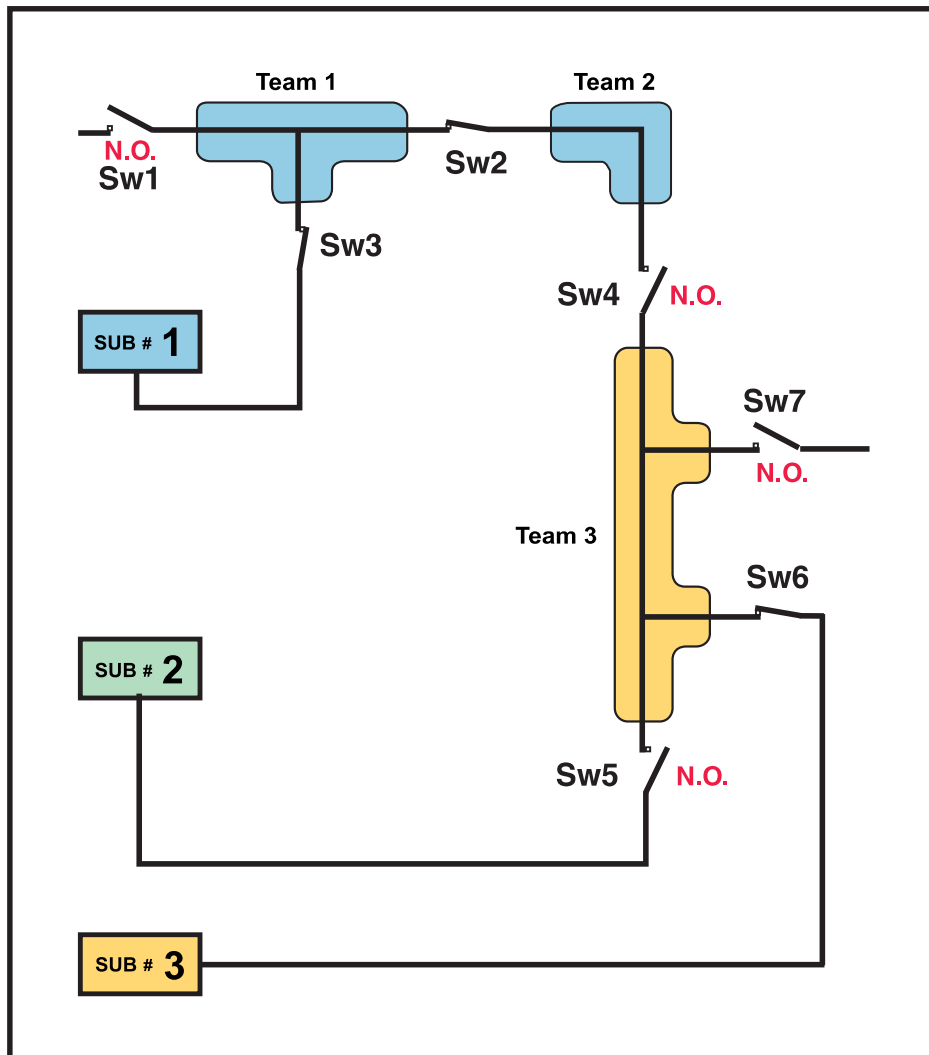 Team 1
Team 2
N.O.
Sw1
Sw2
Sw3
Sw4
N.O.
SUB # 1
Sw7
N.O.
Team 3
Sw6
SUB # 2
Sw5
N.O.
SUB # 3